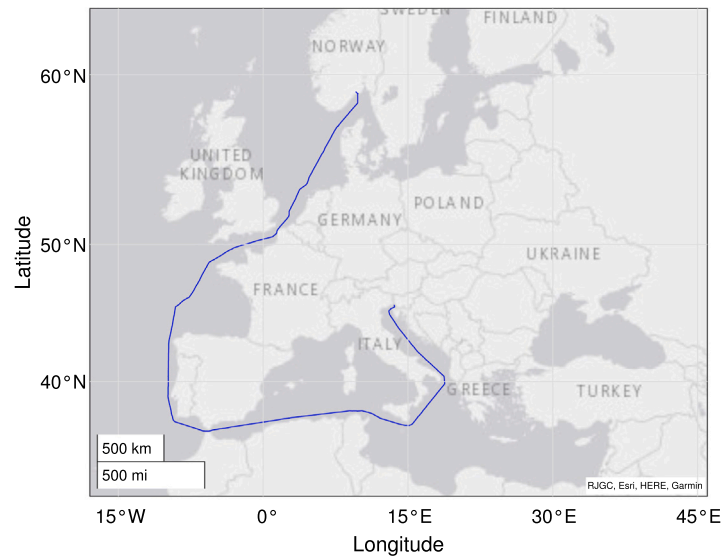 SWEDEN
FINLAND
NORWAY
60°N
UNITED
KINGDOM
POLAND
GERMANY
50°N
UKRAINE
FRANCE
ITALY
40°N
GREECE
TURKEY
500 km
500 mi
RJGC, Esri, HERE, Garmin
15°W
0°
15°E
30°E
45°E
Longitude
Latitude